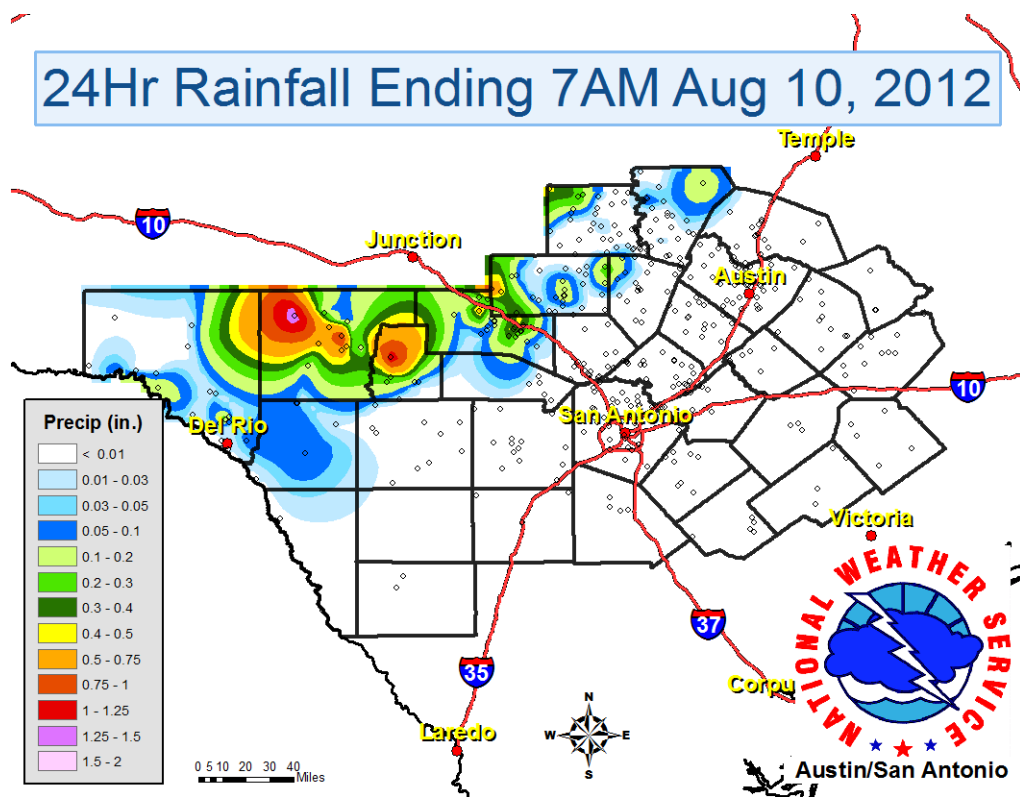 24Hr Rainfall Ending 7AM Aug 10, 2012
Temple
10
Junction
Austin
10
San Antonio
Del Rio
Victoria
37
35
Corpu
Laredo
Precip (in.)
< 0.01
0.01 - 0.03
0.03 - 0.05
0.05 - 0.1
0.1 - 0.2
0.2 - 0.3
0.3 - 0.4
0.4 - 0.5
0.5 - 0.75
0.75 - 1
1 - 1.25
1.25 - 1.5
1.5 - 2
0 5 10 20 30 40
Miles
N
W E
S
NATIONAL WEATHER SERVICE
Austin/San Antonio